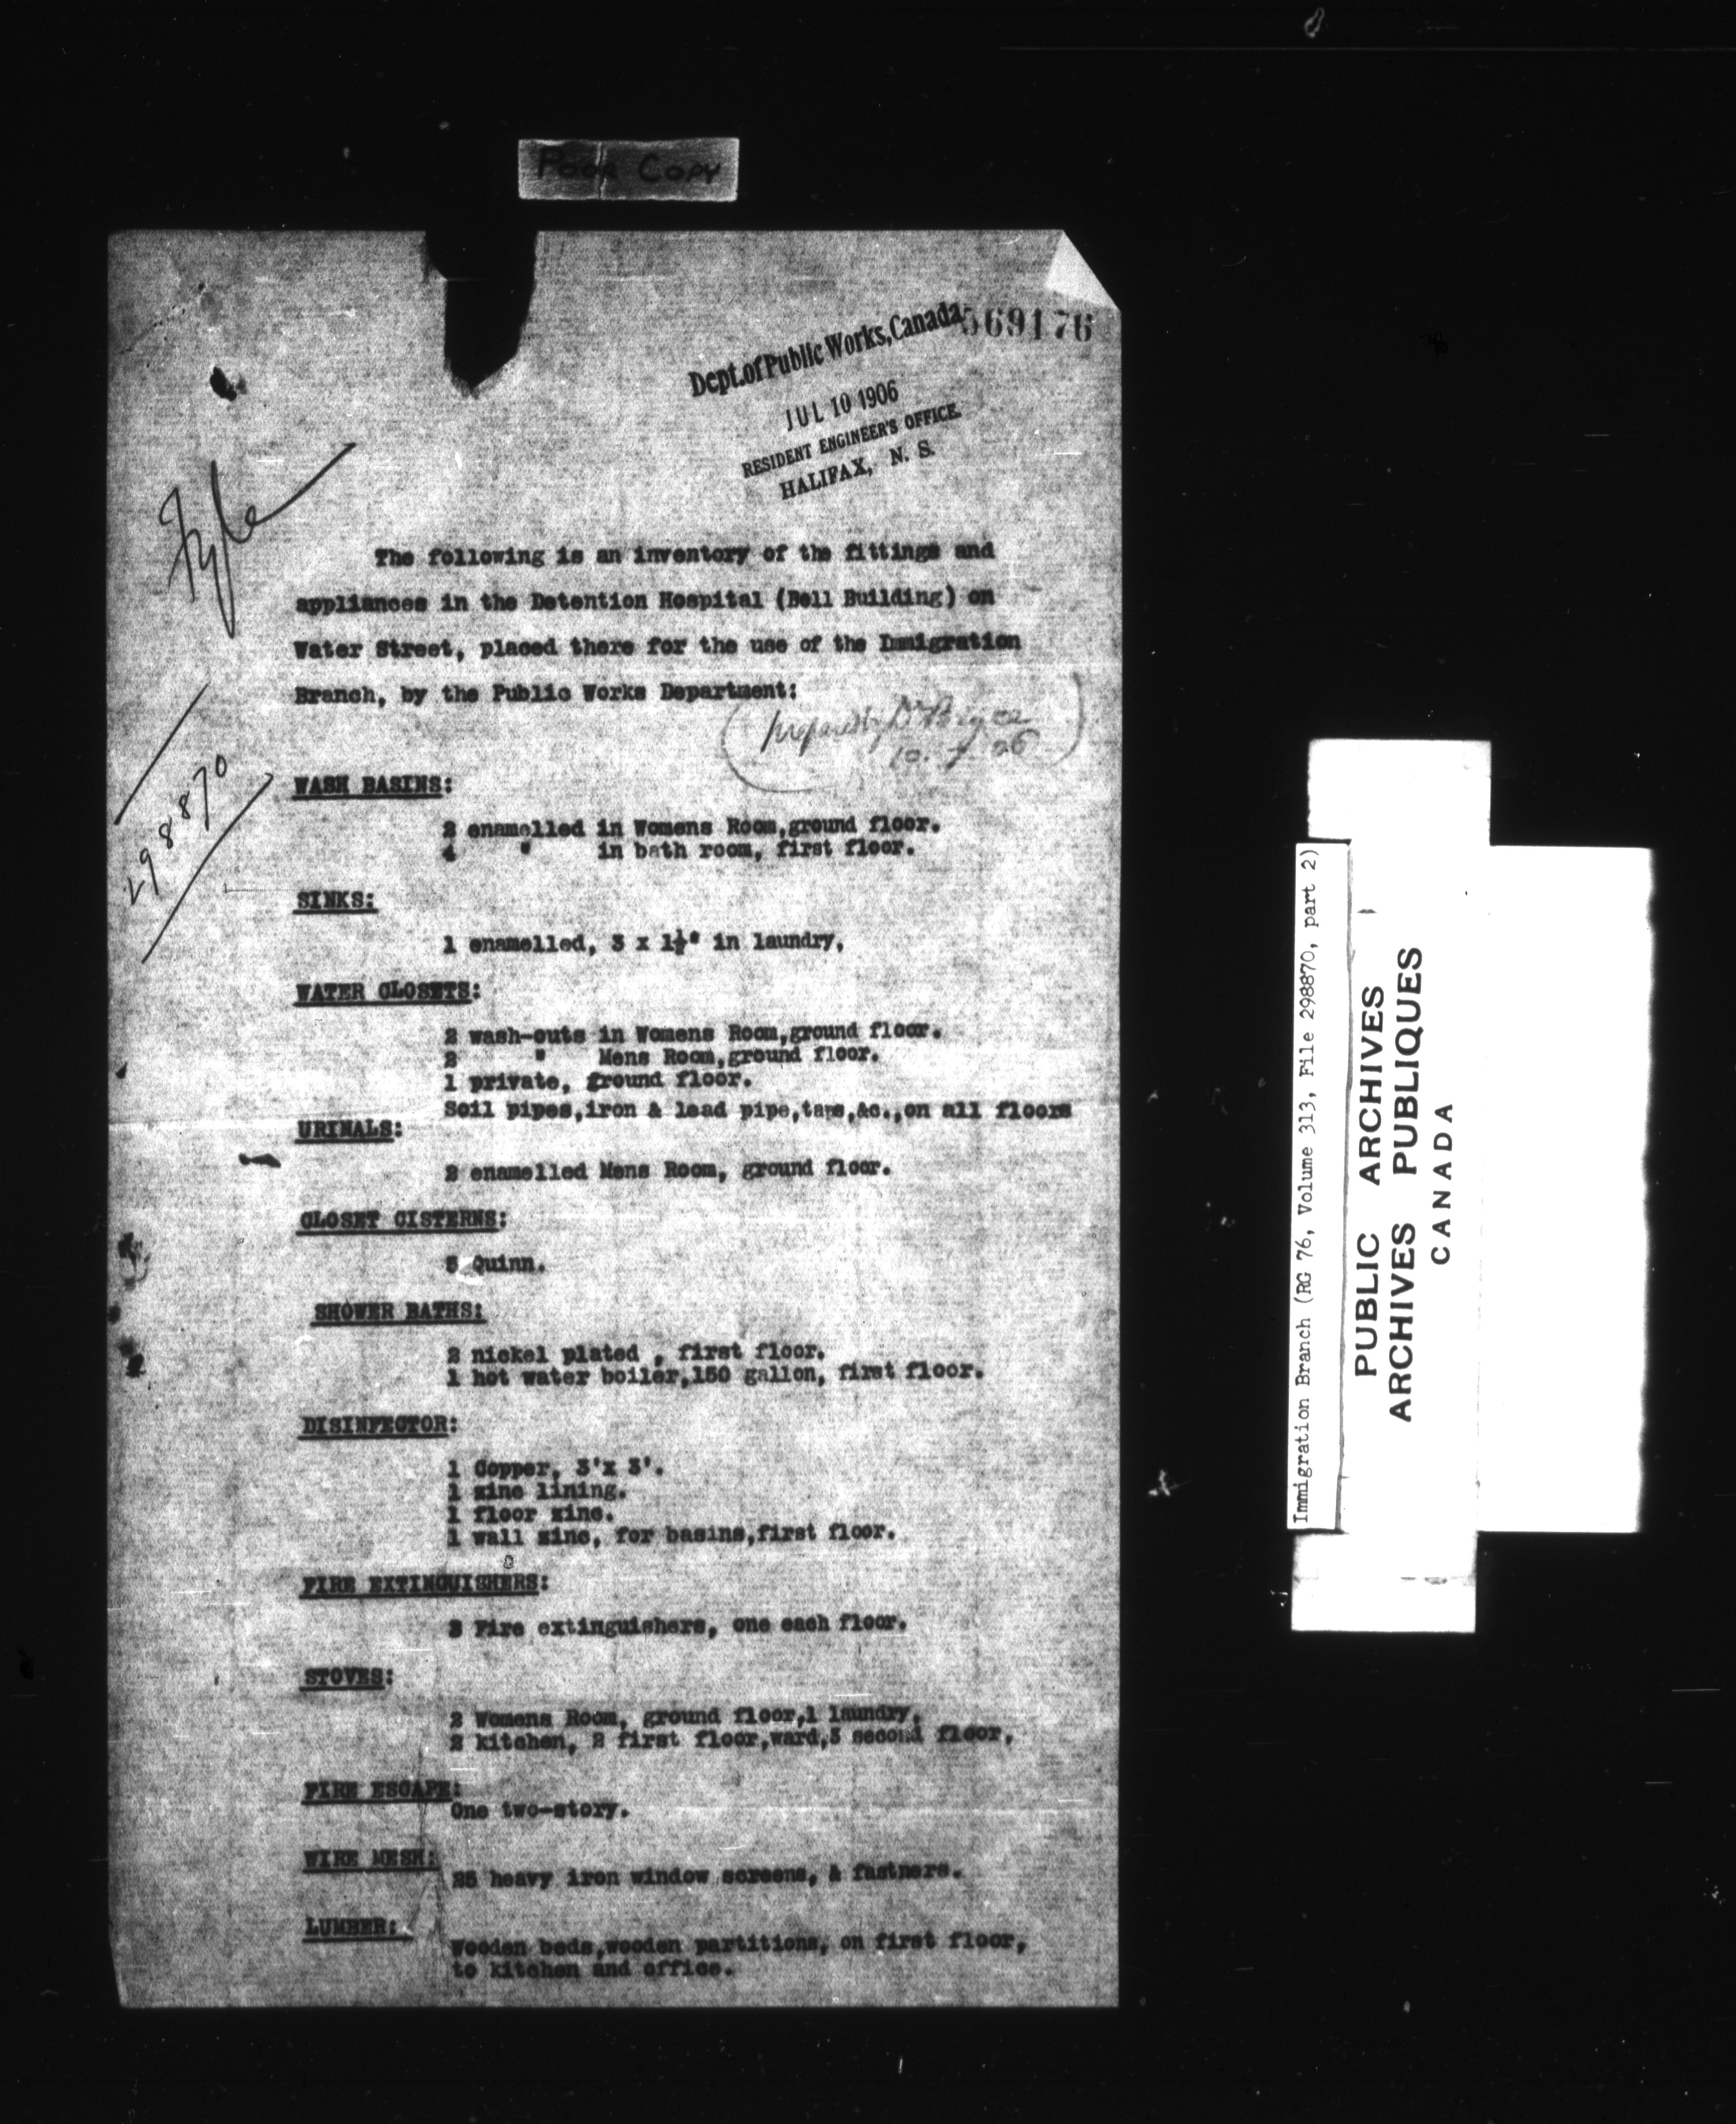 Poor Copy
569176
Dept.of Public Works,Canada
JUL 10 1906
RESIDENT ENGINEER'S OFFICE.
HALIFAX, N. S.
Fyle
The following is an inventory of the fittings and
appliances in the Detention Hospital (Bell Building) on
Water Street, placed there for the use of the Immigration
Branch, by the Public Works Department:
(prepared by Dr Bryce
10. 7. 06)
298870
WASH BASINS:
2 enamelled in Womens Room,ground floor.
4 " in bath room, first floor.
SINKS:
1 enamelled, 3 x 1½" in laundry,
WATER CLOSETS:
2 wash-outs in Womens Room,ground floor.
2 " Mens Room,ground floor.
1 private, ground floor.
Soil pipes,iron & lead pipe,taps,&c.,on all floors
URINALS:
2 enamelled Mens Room, ground floor.
CLOSET CISTERNS:
5 Quinn.
SHOWER BATHS:
2 nickel plated , first floor.
1 hot water boiler,150 gallon, first floor.
DISINFECTOR:
1 Copper, 3'x 3'.
1 zinc lining.
1 floor zinc.
1 wall zinc, for basins,first floor.
FIRE EXTINGUISHERS:
3 Fire extinguishers, one each floor.
STOVES:
2 Womens Room, ground floor,1 laundry,
2 kitchen, 2 first floor,ward,3 second floor,
FIRE ESCAPE:
One two-story.
WIRE MESH:
25 heavy iron window screens, & fastners.
LUMBER:
Wooden beds,wooden partitions, on first floor,
to kitchen and office.
Immigration Branch (RG 76, Volume 313, File 298870, part 2)
PUBLIC ARCHIVES
ARCHIVES PUBLIQUES
CANADA